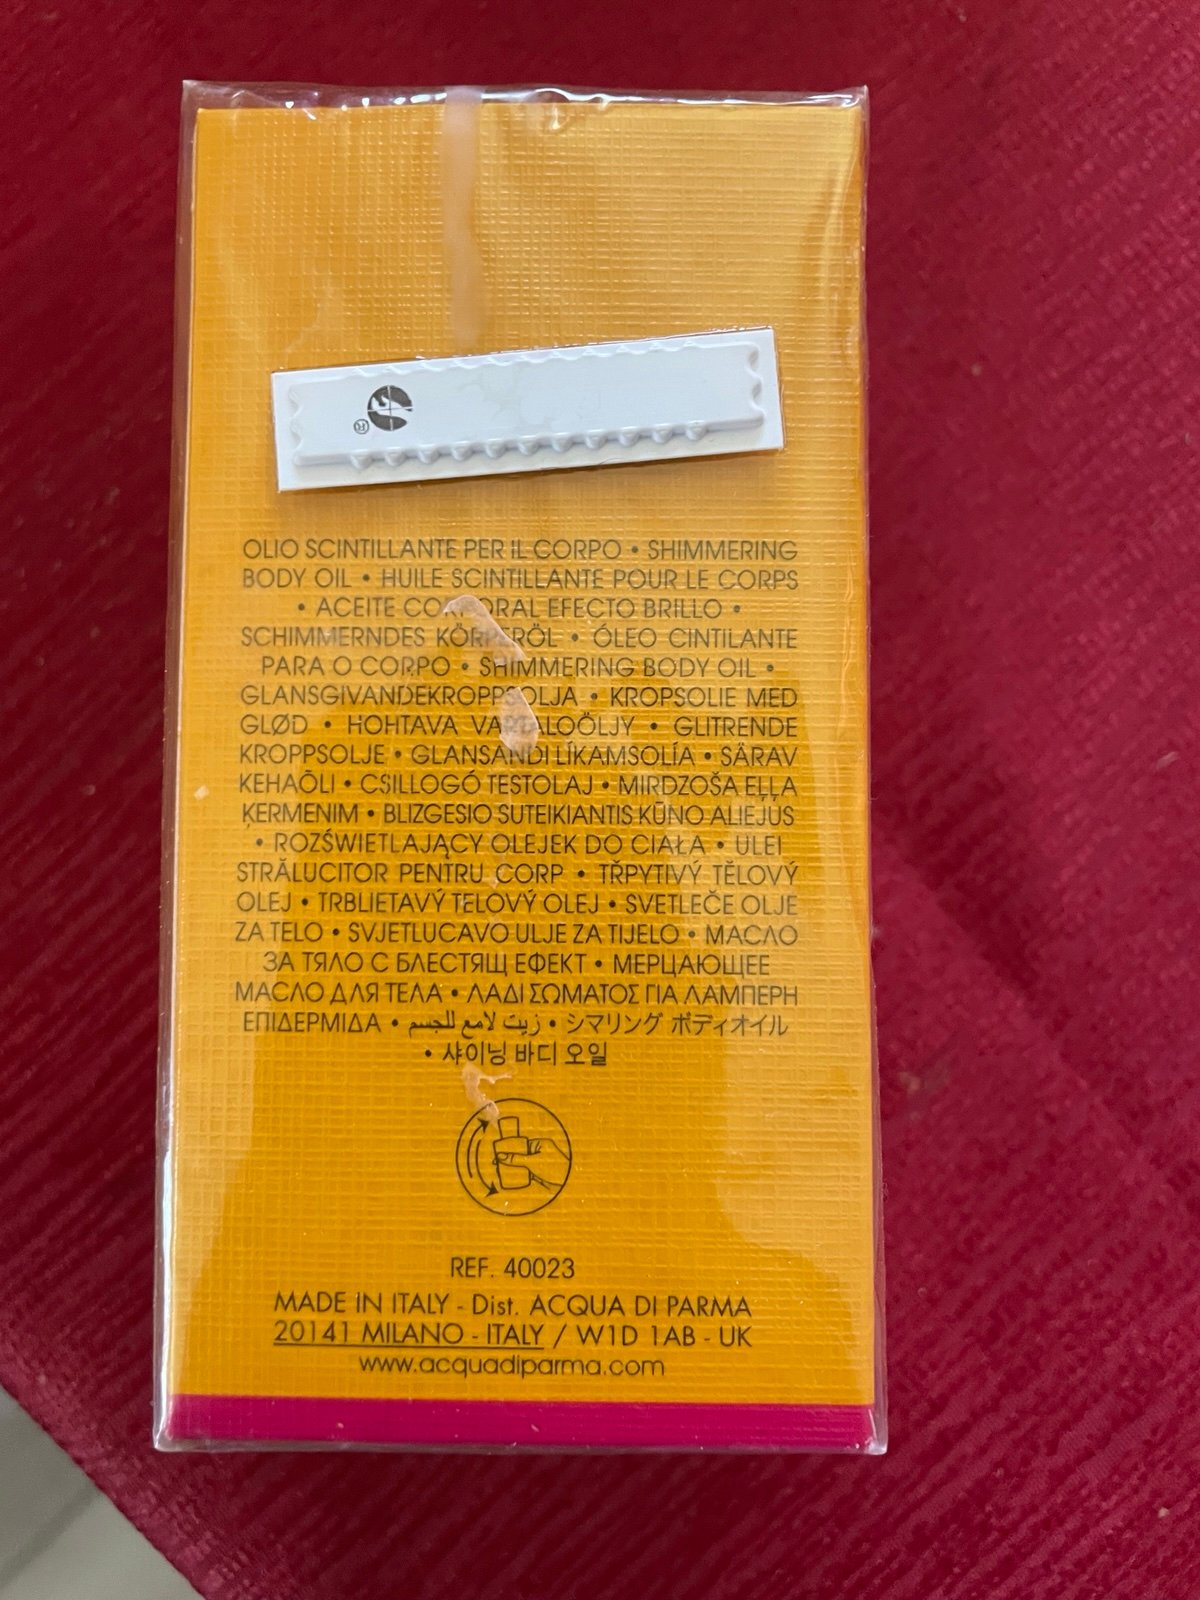 ®
OLIO SCINTILLANTE PER IL CORPO • SHIMMERING
BODY OIL • HUILE SCINTILLANTE POUR LE CORPS
• ACEITE CORPORAL EFECTO BRILLO •
SCHIMMERNDES KÖRPERÖL • ÓLEO CINTILANTE
PARA O CORPO • SHIMMERING BODY OIL •
GLANSGIVANDEKROPPSOLJA • KROPSOLIE MED
GLØD • HOHTAVA VARTALOÖLJY • GLITRENDE
KROPPSOLJE • GLANSANDI LÍKAMSOLÍA • SÄRAV
KEHAÕLI • CSILLOGÓ TESTOLAJ • MIRDZOŠA EĻĻA
ĶERMENIM • BLIZGESIO SUTEIKIANTIS KŪNO ALIEJUS
• ROZŚWIETLAJĄCY OLEJEK DO CIAŁA • ULEI
STRĂLUCITOR PENTRU CORP • TŘPYTIVÝ TĚLOVÝ
OLEJ • TRBLIETAVÝ TELOVÝ OLEJ • SVETLEČE OLJE
ZA TELO • SVJETLUCAVO ULJE ZA TIJELO • МАСЛО
ЗА ТЯЛО С БЛЕСТЯЩ ЕФЕКТ • МЕРЦАЮЩЕЕ
МАСЛО ДЛЯ ТЕЛА • ΛΑΔΙ ΣΩΜΑΤΟΣ ΓΙΑ ΛΑΜΠΕΡΗ
ΕΠΙΔΕΡΜΙΔΑ • زيت لامع للجسم • シマリング ボディオイル
• 샤이닝 바디 오일
REF. 40023
MADE IN ITALY - Dist. ACQUA DI PARMA
20141 MILANO - ITALY / W1D 1AB - UK
www.acquadiparma.com